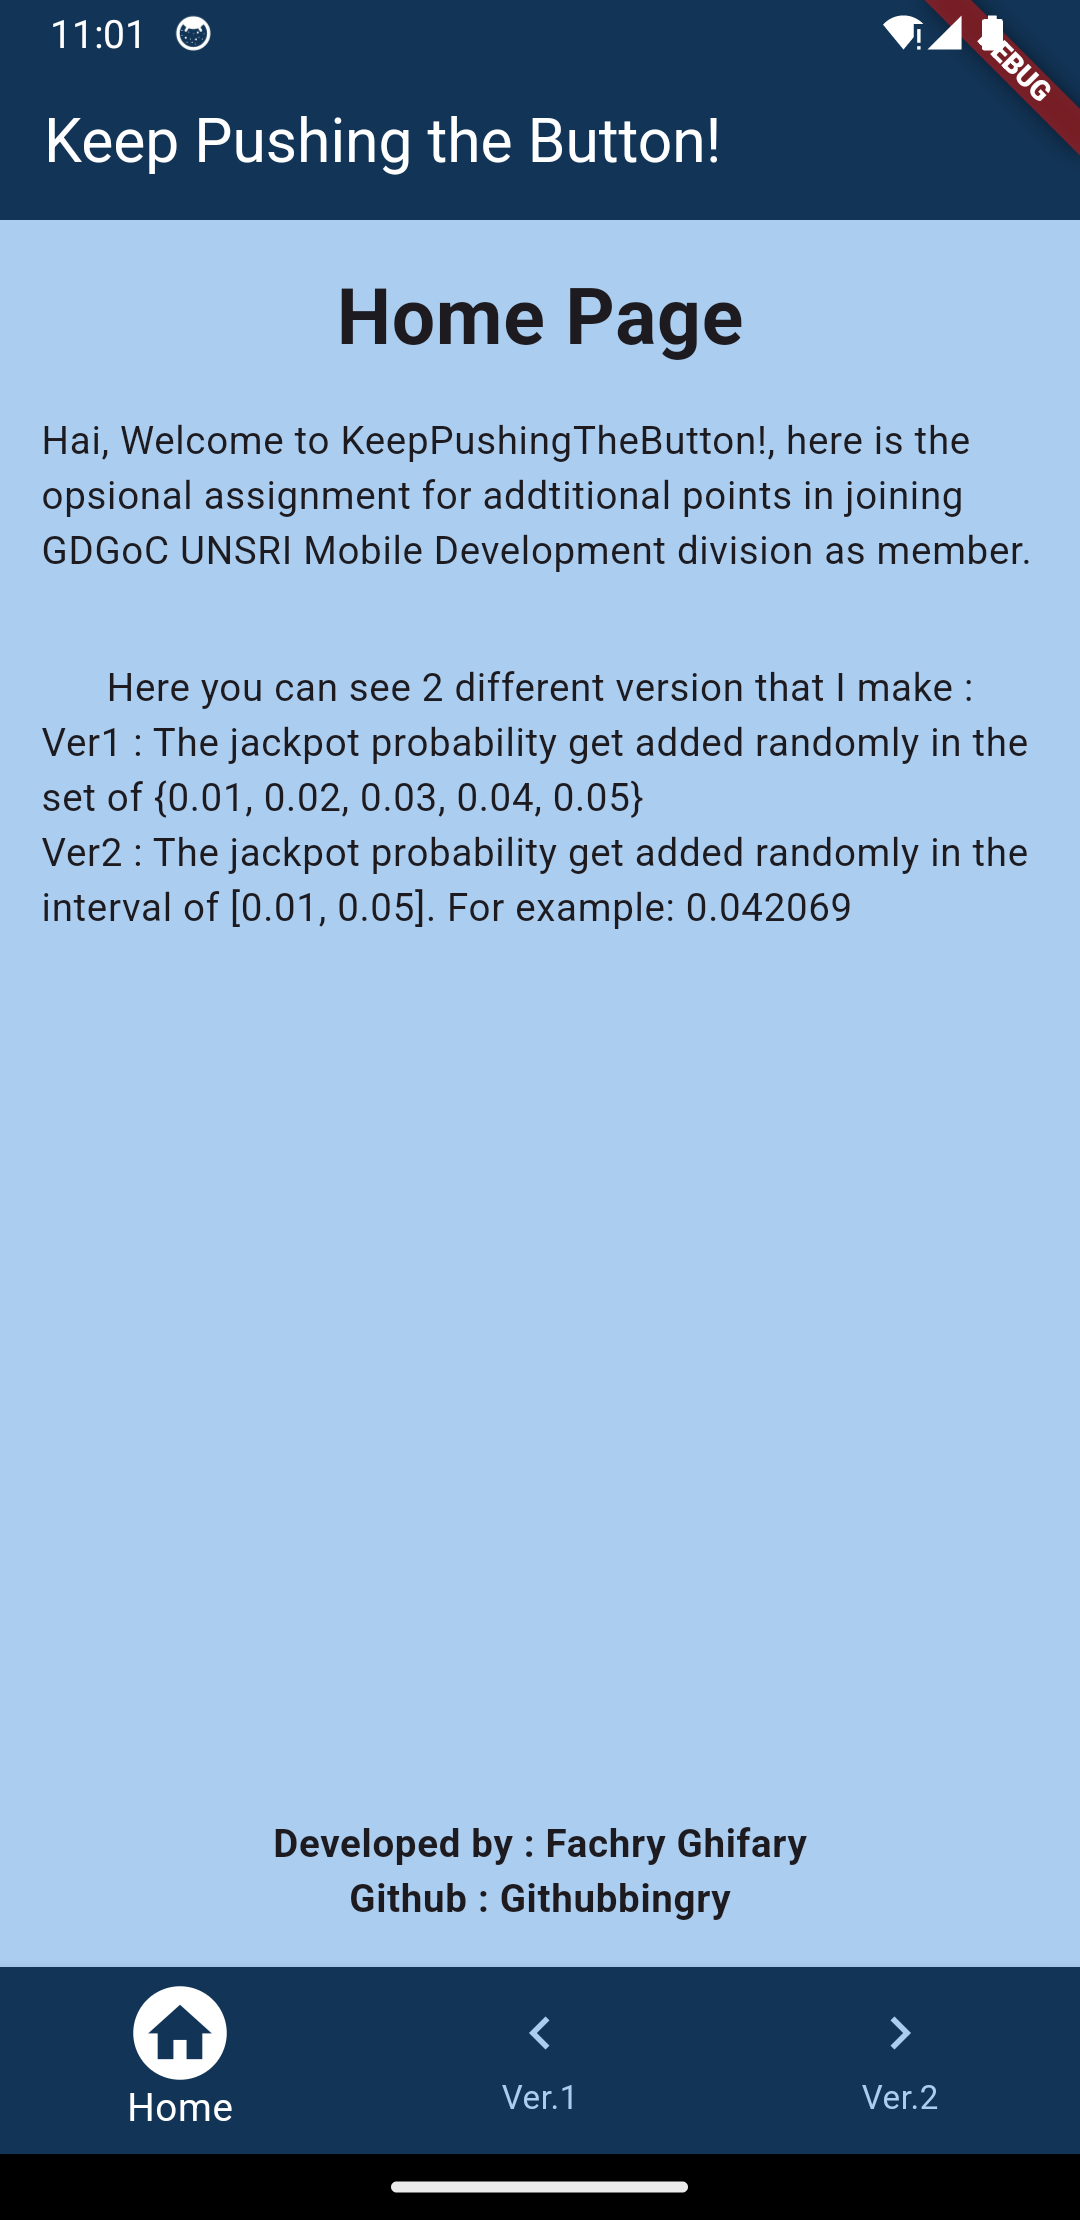 11:01
EBUG
Keep Pushing the Button!
Home Page
Hai, Welcome to KeepPushingTheButton!, here is the
opsional assignment for addtitional points in joining
GDGoC UNSRI Mobile Development division as member.
Here you can see 2 different version that I make :
Ver1 : The jackpot probability get added randomly in the
set of {0.01, 0.02, 0.03, 0.04, 0.05}
Ver2 : The jackpot probability get added randomly in the
interval of [0.01, 0.05]. For example: 0.042069
Developed by : Fachry Ghifary
Github : Githubbingry
Home
Ver.1
Ver.2